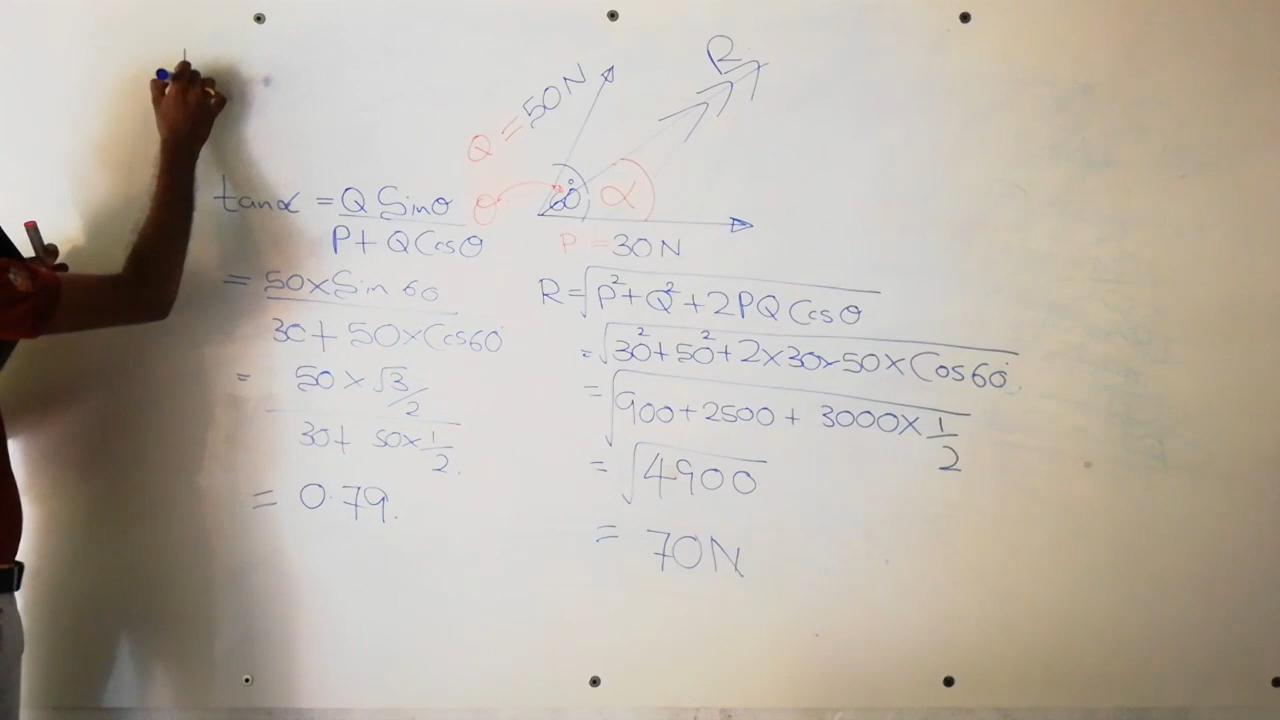 R
Q = 50N
60°
α
θ
P = 30N
tanα = Q Sinθ
P + Q Cosθ
= 50×Sin 60
30 + 50×Cos60
= 50 × √3/2
30 + 50×1/2.
= 0.79.
R = √P²+Q²+2PQ Cosθ
= √30²+50²+2×30×50×Cos60°
= √900+2500+3000×1/2
= √4900
= 70N